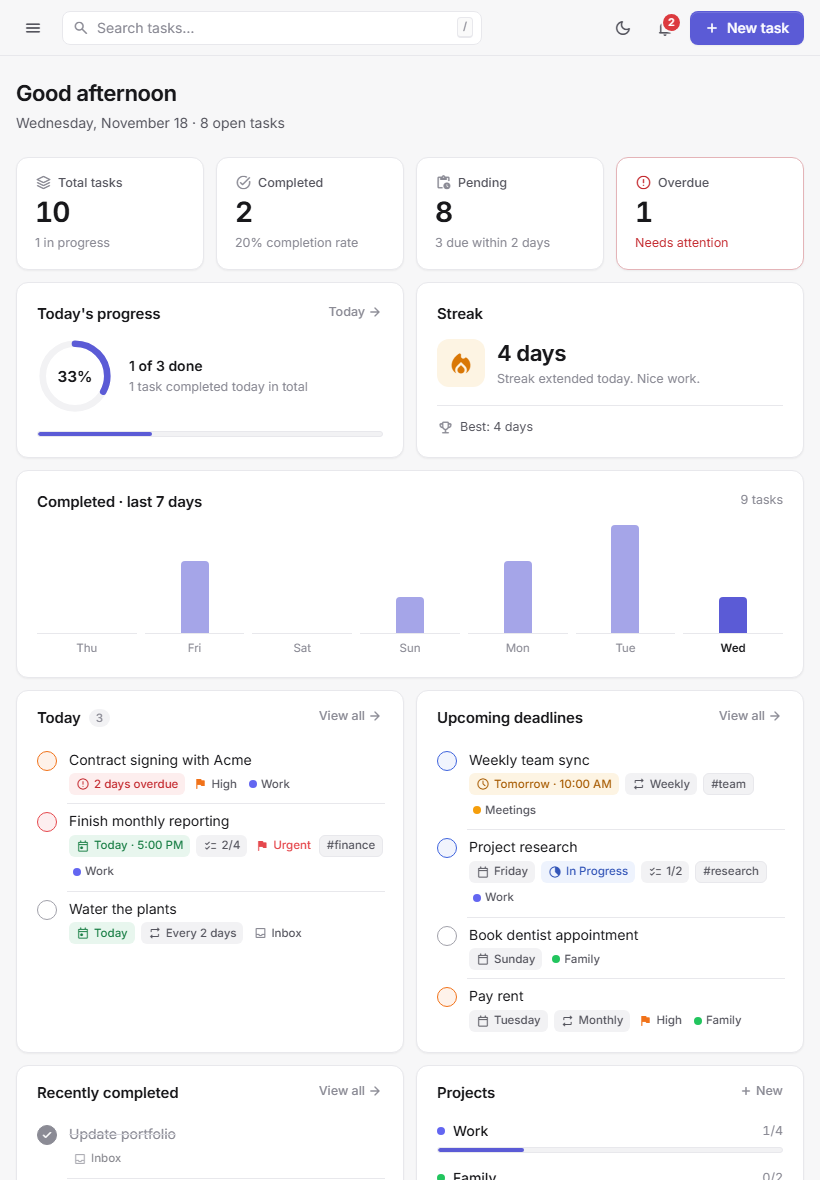 Search tasks...
/
2
New task
Good afternoon
Wednesday, November 18 · 8 open tasks
Total tasks
10
1 in progress
Completed
2
20% completion rate
Pending
8
3 due within 2 days
Overdue
1
Needs attention
Today's progress
Today →
33%
1 of 3 done
1 task completed today in total
Streak
4 days
Streak extended today. Nice work.
Best: 4 days
Completed · last 7 days
9 tasks
Thu
Fri
Sat
Sun
Mon
Tue
Wed
Today
3
View all →
Contract signing with Acme
2 days overdue
High
Work
Finish monthly reporting
Today · 5:00 PM
2/4
Urgent
#finance
Work
Water the plants
Today
Every 2 days
Inbox
Upcoming deadlines
View all →
Weekly team sync
Tomorrow · 10:00 AM
Weekly
#team
Meetings
Project research
Friday
In Progress
1/2
#research
Work
Book dentist appointment
Sunday
Family
Pay rent
Tuesday
Monthly
High
Family
Recently completed
View all →
Update portfolio
Inbox
Projects
+ New
Work
1/4
Family
0/2